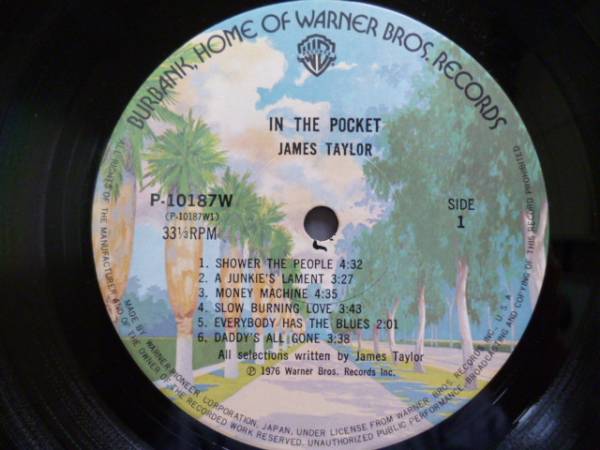 BURBANK, HOME OF WARNER BROS. RECORDS
IN THE POCKET
JAMES TAYLOR
P-10187W
(P-10187W1)
33⅓RPM
SIDE
1
1. SHOWER THE PEOPLE 4:32
2. A JUNKIE'S LAMENT 3:27
3. MONEY MACHINE 4:35
4. SLOW BURNING LOVE 3:43
5. EVERYBODY HAS THE BLUES 2:01
6. DADDY'S ALL GONE 3:38
All selections written by James Taylor
℗ 1976 Warner Bros. Records Inc.
MADE BY WARNER-PIONEER CORPORATION, JAPAN, UNDER LICENSE FROM WARNER BROS. RECORDS INC., U.S.A.
ALL RIGHTS OF THE MANUFACTURER AND OF THE OWNER OF THE RECORDED WORK RESERVED. UNAUTHORIZED PUBLIC PERFORMANCE, BROADCASTING AND COPYING OF THIS RECORD PROHIBITED